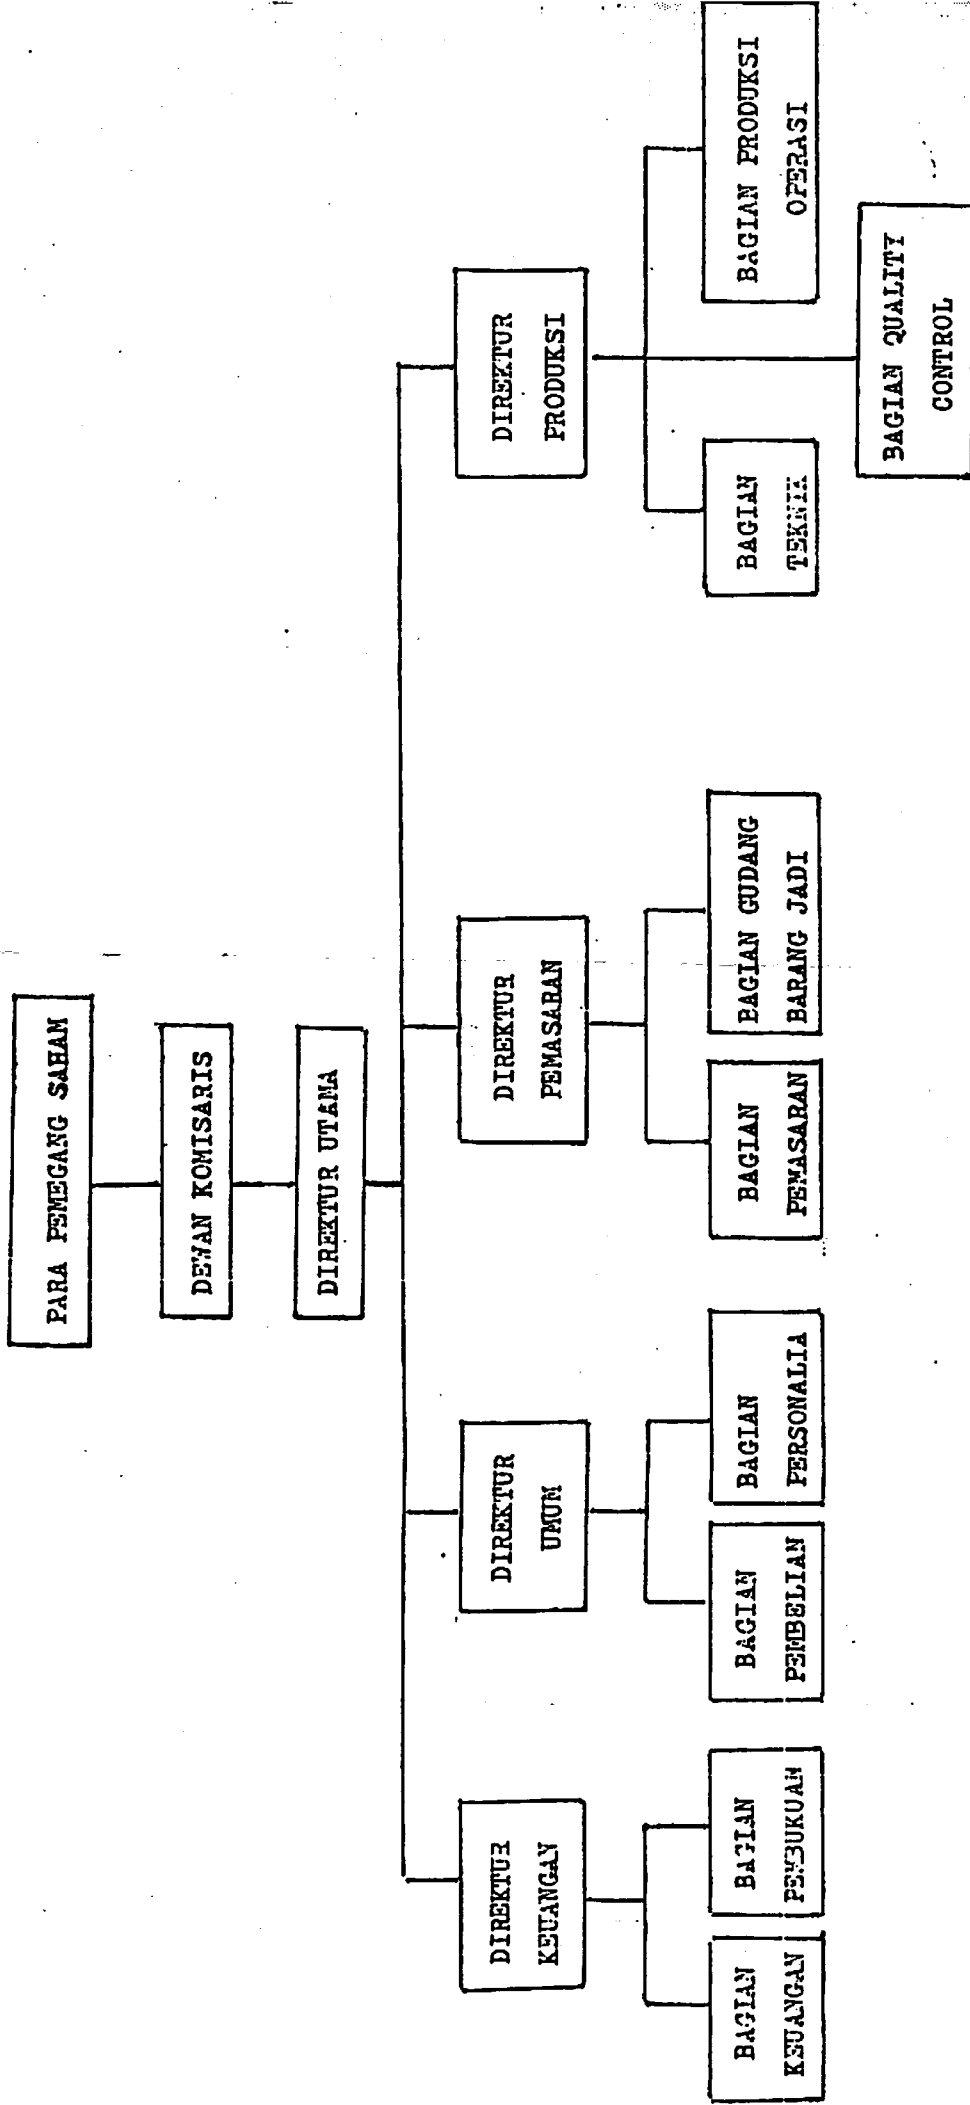 PARA PEMEGANG SAHAM
DEWAN KOMISARIS
DIREKTUR UTAMA
DIREKTUR
KEUANGAN
DIREKTUR
UMUM
DIREKTUR
PEMASARAN
DIREKTUR
PRODUKSI
BAGIAN
KEUANGAN
BAGIAN
PEMBUKUAN
BAGIAN
PEMBELIAN
BAGIAN
PERSONALIA
BAGIAN
PEMASARAN
BAGIAN GUDANG
BARANG JADI
BAGIAN
TEKNIK
BAGIAN PRODUKSI
OPERASI
BAGIAN QUALITY
CONTROL